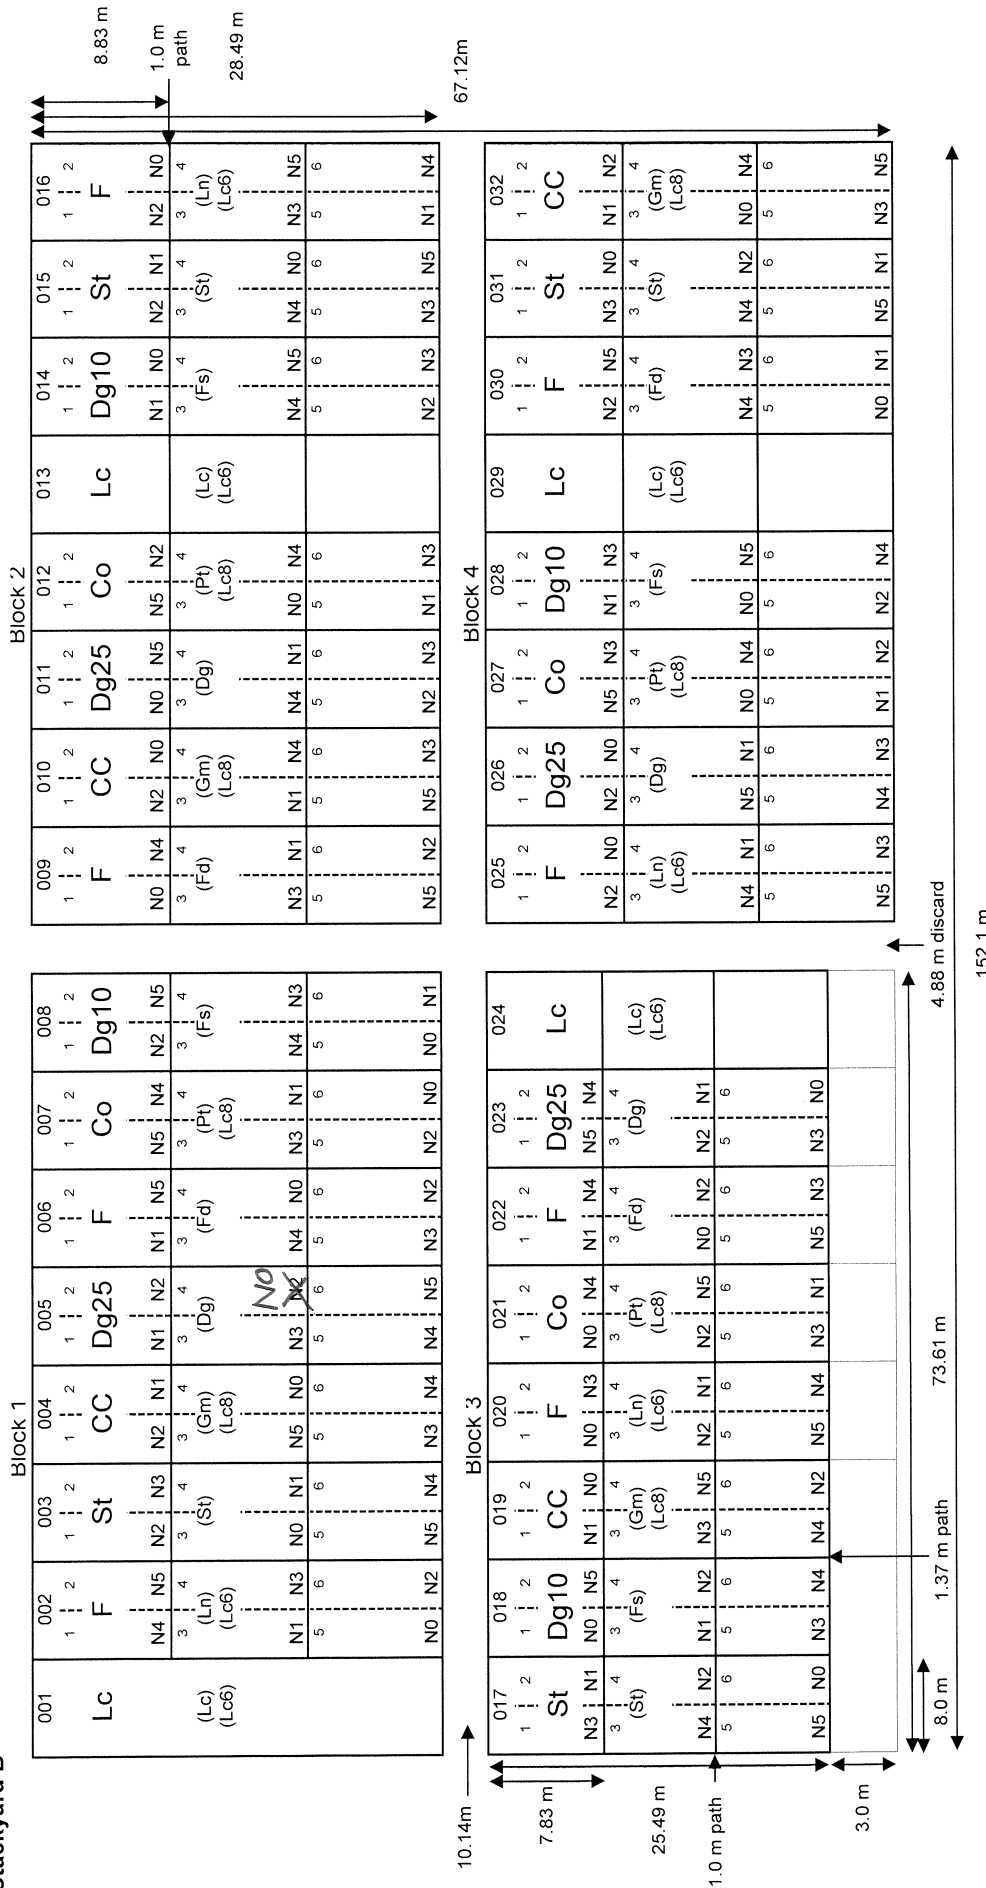 Block 1
001 002 003 004 005 006 007 008
1 2 1 2 1 2 1 2 1 2 1 2 1 2
Lc F St CC Dg25 F Co Dg10
N4 N5 N2 N3 N2 N1 N1 N2 N1 N5 N5 N4 N2 N5
3 4 3 4 3 4 3 4 3 4 3 4 3 4
(Lc) (Ln) (St) (Gm) (Dg) (Fd) (Pt) (Fs)
(Lc6) (Lc6) (Lc8) (Lc8)
NO
N1 N3 N0 N1 N5 N0 N3 N2 N4 N0 N3 N1 N4 N3
5 6 5 6 5 6 5 6 5 6 5 6 5 6
N0 N2 N5 N4 N3 N4 N4 N5 N3 N2 N2 N0 N0 N1
Block 2
009 010 011 012 013 014 015 016
1 2 1 2 1 2 1 2 1 2 1 2 1 2
F CC Dg25 Co Lc Dg10 St F
N0 N4 N2 N0 N0 N5 N5 N2 N1 N0 N2 N1 N2 N0
3 4 3 4 3 4 3 4 3 4 3 4 3 4
(Fd) (Gm) (Dg) (Pt) (Lc) (Fs) (St) (Ln)
(Lc8) (Lc8) (Lc6) (Lc6)
N3 N1 N1 N4 N4 N1 N0 N4 N4 N5 N4 N0 N3 N5
5 6 5 6 5 6 5 6 5 6 5 6 5 6
N5 N2 N5 N3 N2 N3 N1 N3 N2 N3 N3 N5 N1 N4
8.83 m
1.0 m
path
28.49 m
67.12m
10.14m
Block 3
017 018 019 020 021 022 023 024
1 2 1 2 1 2 1 2 1 2 1 2 1 2
St Dg10 CC F Co F Dg25 Lc
N3 N1 N0 N5 N1 N0 N0 N3 N0 N4 N1 N4 N5 N4
3 4 3 4 3 4 3 4 3 4 3 4 3 4
(St) (Fs) (Gm) (Ln) (Pt) (Fd) (Dg) (Lc)
(Lc8) (Lc6) (Lc8) (Lc6)
N4 N2 N1 N2 N3 N5 N2 N1 N2 N5 N0 N2 N2 N1
5 6 5 6 5 6 5 6 5 6 5 6 5 6
N5 N0 N3 N4 N4 N2 N5 N4 N3 N1 N5 N3 N3 N0
7.83 m
25.49 m
1.0 m path
3.0 m
Block 4
025 026 027 028 029 030 031 032
1 2 1 2 1 2 1 2 1 2 1 2 1 2
F Dg25 Co Dg10 Lc F St CC
N2 N0 N2 N0 N5 N3 N1 N3 N2 N5 N3 N0 N1 N2
3 4 3 4 3 4 3 4 3 4 3 4 3 4
(Ln) (Dg) (Pt) (Fs) (Lc) (Fd) (St) (Gm)
(Lc6) (Lc8) (Lc6) (Lc8)
N4 N1 N5 N1 N0 N4 N0 N5 N4 N3 N4 N2 N0 N4
5 6 5 6 5 6 5 6 5 6 5 6 5 6
N5 N3 N4 N3 N1 N2 N2 N4 N0 N1 N5 N1 N3 N5
8.0 m
1.37 m path
73.61 m
4.88 m discard
152.1 m